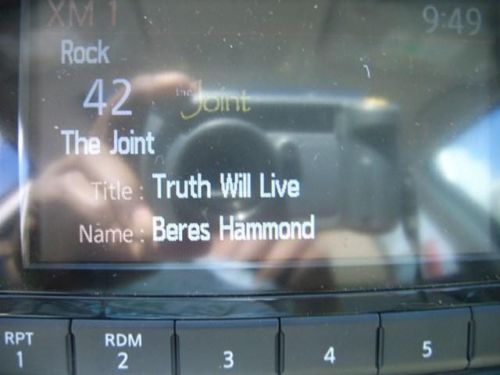 XM 1 9:49
Rock
42 the Joint
The Joint
Title : Truth Will Live
Name : Beres Hammond
RPT RDM
1 2 3 4 5